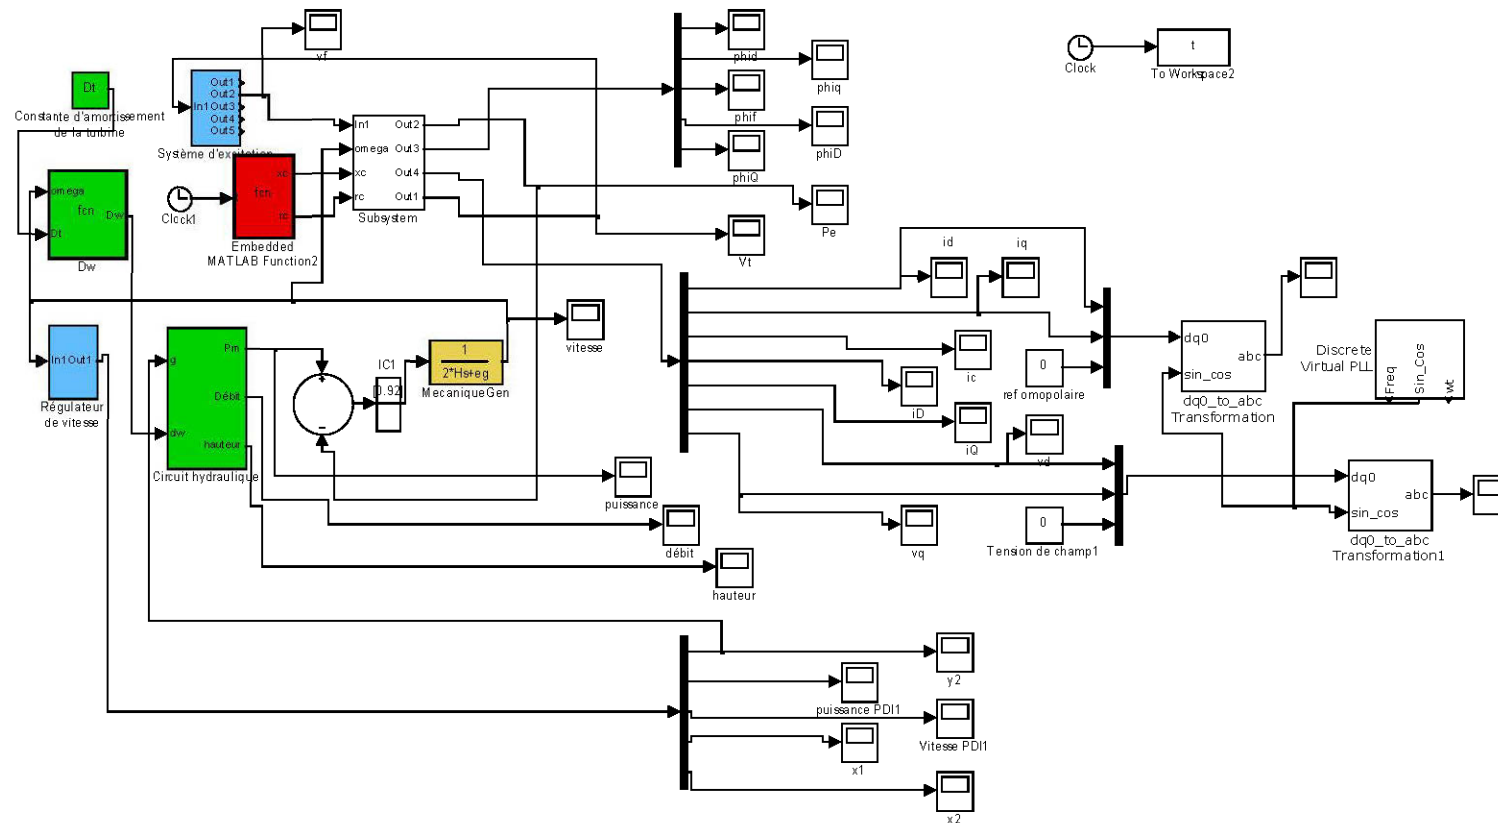 vf
phid
phiq
phif
phiD
phiQ
Pe
Vt
Clock
t
To Workspace2
Dt
Constante d'amortissement
de la turbine
In1
Out1
Out2
Out3
Out4
Out5
Système d'excitation
In1
omega
xc
rc
Out2
Out3
Out4
Out1
Subsystem
omega
Dt
fcn
Dw
Dw
Clock1
fcn
xc
rc
Embedded
MATLAB Function2
In1
Out1
Régulateur
de vitesse
g
dw
Pm
Débit
hauteur
Circuit hydraulique
+
−
IC1
[0.92]
1
2*Hs+eg
MecaniqueGen
vitesse
puissance
débit
hauteur
id
iq
ic
iD
iQ
vd
vq
0
ref omopolaire
0
Tension de champ1
dq0
sin_cos
abc
dq0_to_abc
Transformation
Discrete
Virtual PLL
Freq
Sin_Cos
wt
dq0
sin_cos
abc
dq0_to_abc
Transformation1
y2
puissance PDI1
Vitesse PDI1
x1
x2